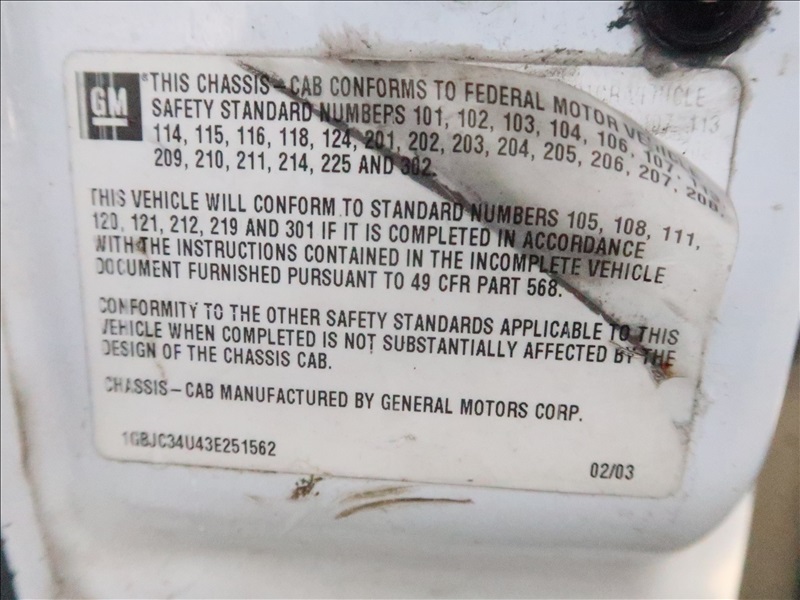 GM
®THIS CHASSIS-CAB CONFORMS TO FEDERAL MOTOR VEHICLE
SAFETY STANDARD NUMBERS 101, 102, 103, 104, 106, 107, 113
114, 115, 116, 118, 124, 201, 202, 203, 204, 205, 206, 207, 208,
209, 210, 211, 214, 225 AND 302.
THIS VEHICLE WILL CONFORM TO STANDARD NUMBERS 105, 108, 111,
120, 121, 212, 219 AND 301 IF IT IS COMPLETED IN ACCORDANCE
WITH THE INSTRUCTIONS CONTAINED IN THE INCOMPLETE VEHICLE
DOCUMENT FURNISHED PURSUANT TO 49 CFR PART 568.
CONFORMITY TO THE OTHER SAFETY STANDARDS APPLICABLE TO THIS
VEHICLE WHEN COMPLETED IS NOT SUBSTANTIALLY AFFECTED BY THE
DESIGN OF THE CHASSIS CAB.
CHASSIS-CAB MANUFACTURED BY GENERAL MOTORS CORP.
1GBJC34U43E251562
02/03